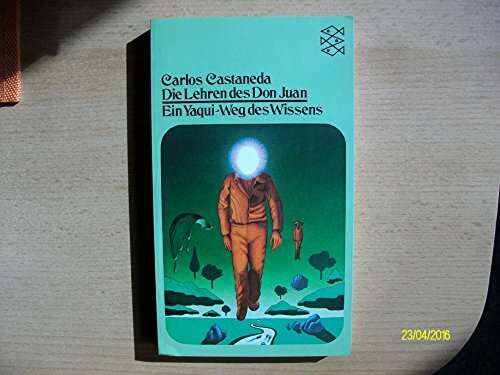 Carlos Castaneda
Die Lehren des Don Juan
Ein Yaqui-Weg des Wissens
23/04/2016